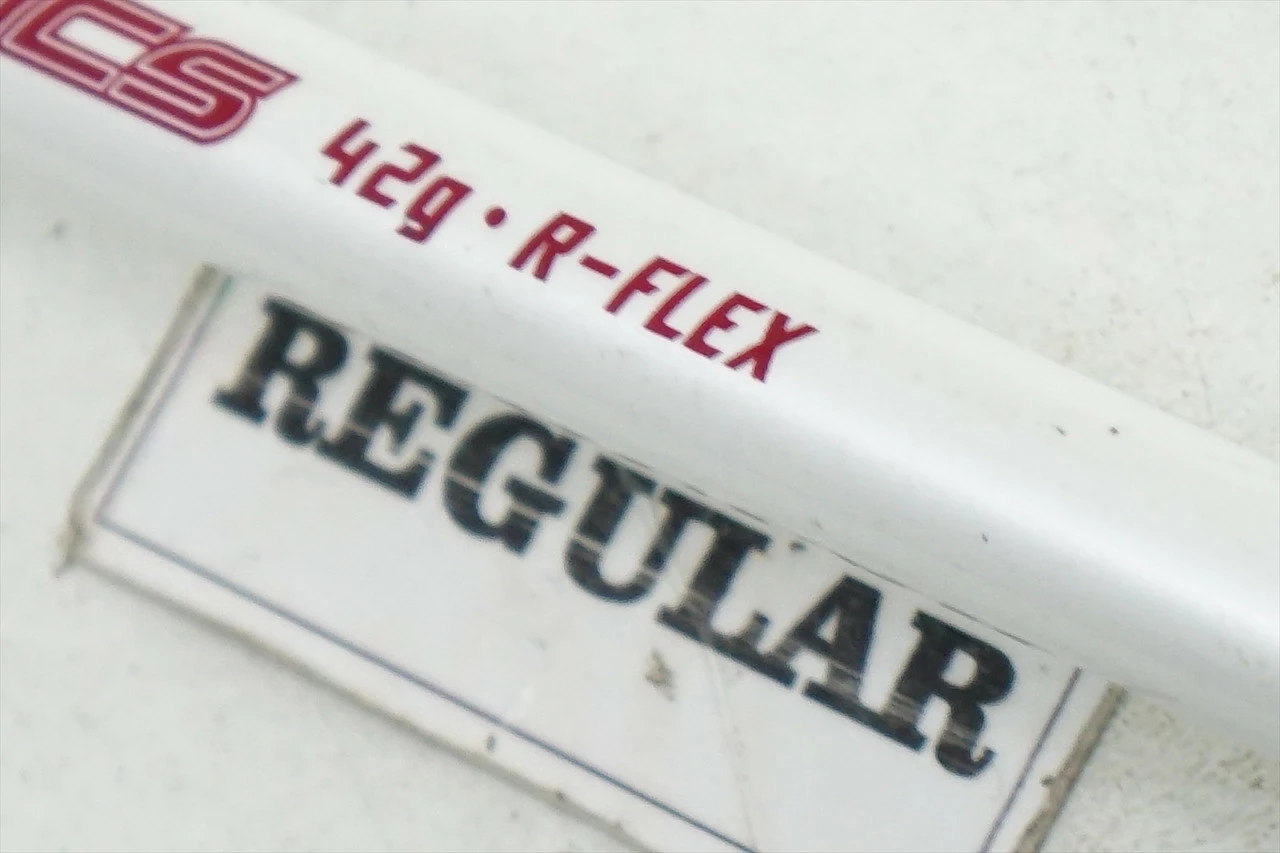 CS 42g • R-FLEX
REGULAR